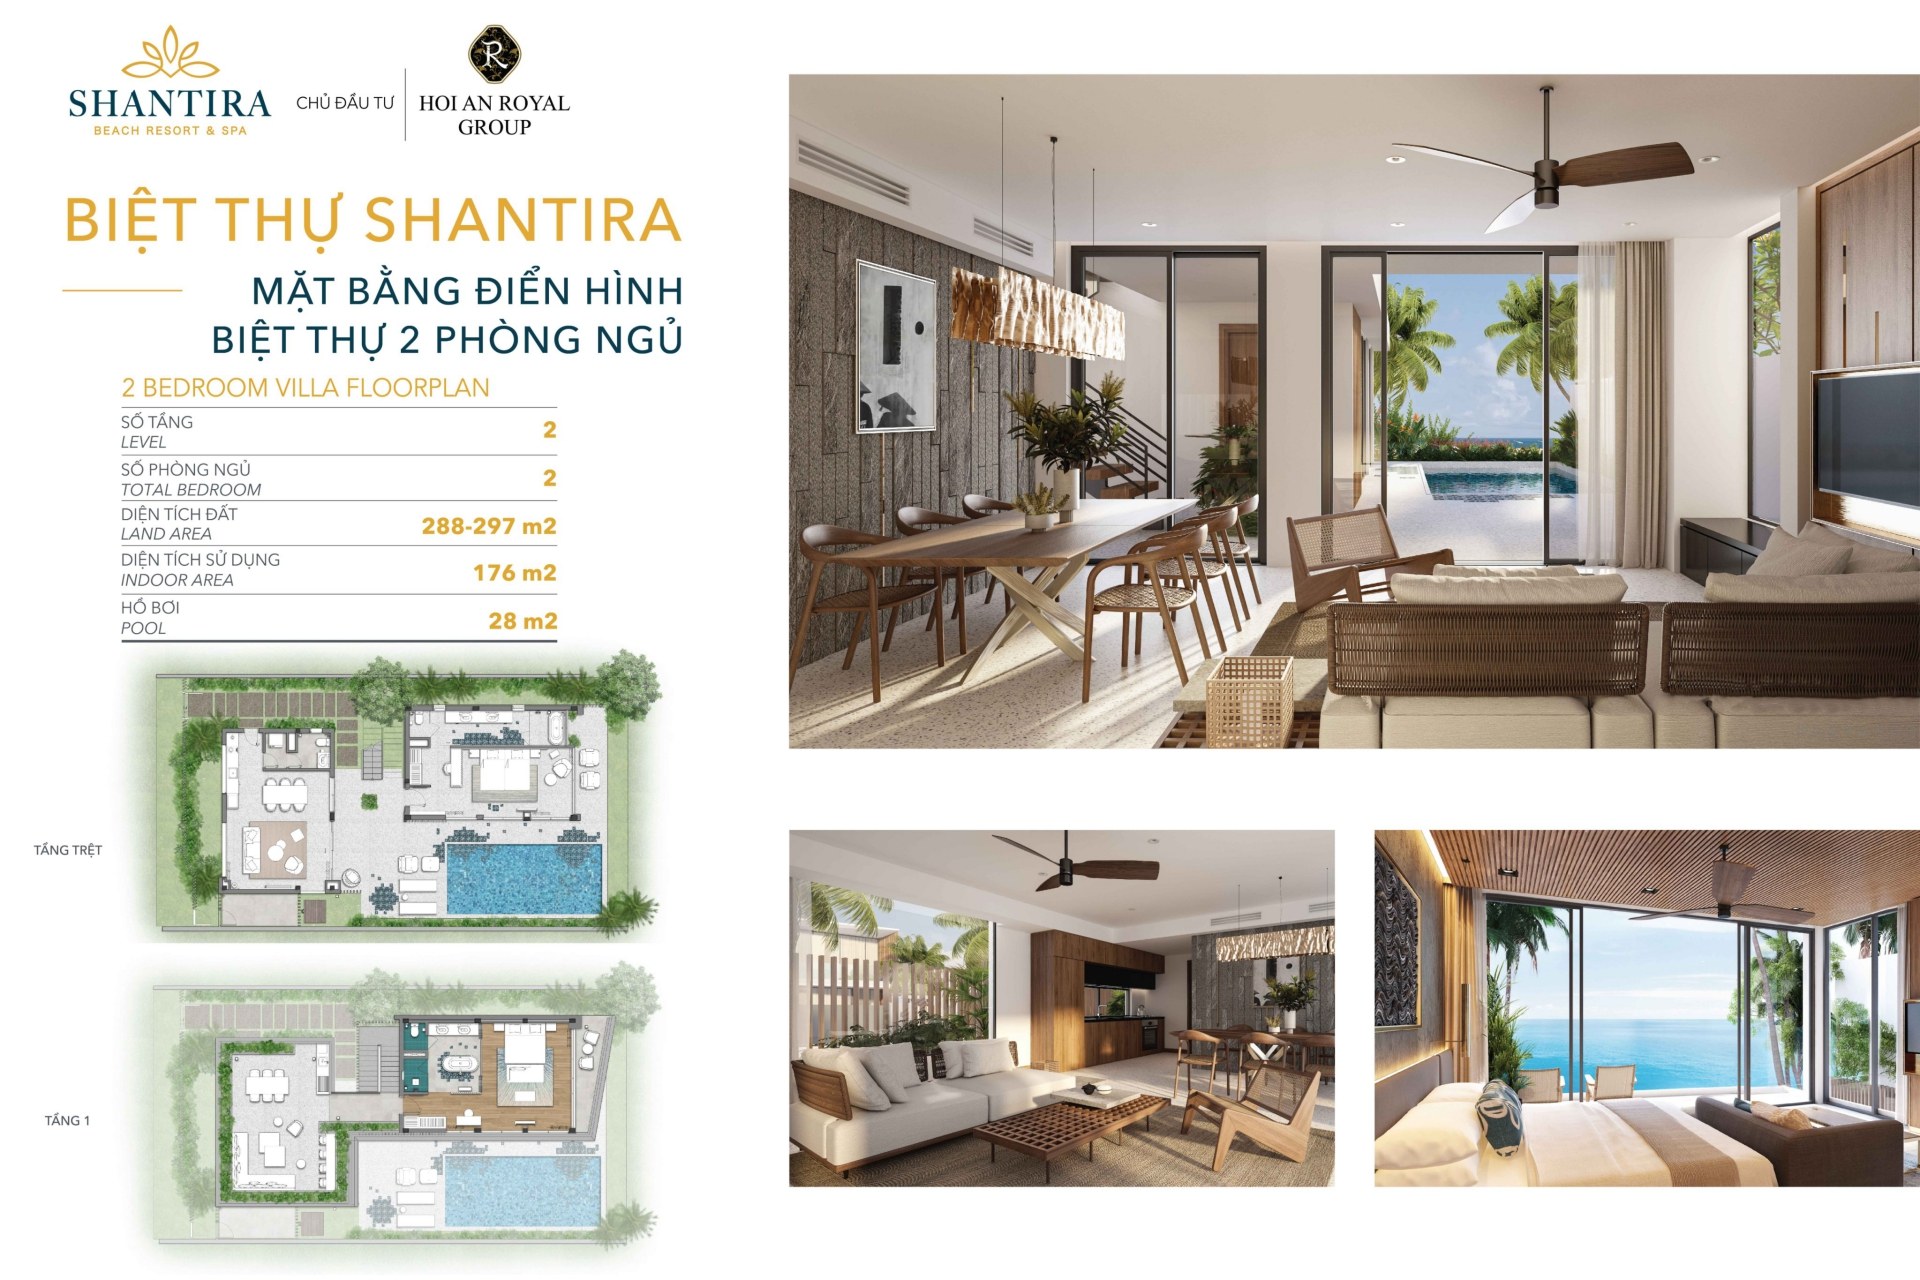 SHANTIRA
BEACH RESORT & SPA
CHỦ ĐẦU TƯ
R
HOI AN ROYAL
GROUP
BIỆT THỰ SHANTIRA
MẶT BẰNG ĐIỂN HÌNH
BIỆT THỰ 2 PHÒNG NGỦ
2 BEDROOM VILLA FLOORPLAN
SỐ TẦNG
LEVEL
2
SỐ PHÒNG NGỦ
TOTAL BEDROOM
2
DIỆN TÍCH ĐẤT
LAND AREA
288-297 m2
DIỆN TÍCH SỬ DỤNG
INDOOR AREA
176 m2
HỒ BƠI
POOL
28 m2
TẦNG TRỆT
TẦNG 1